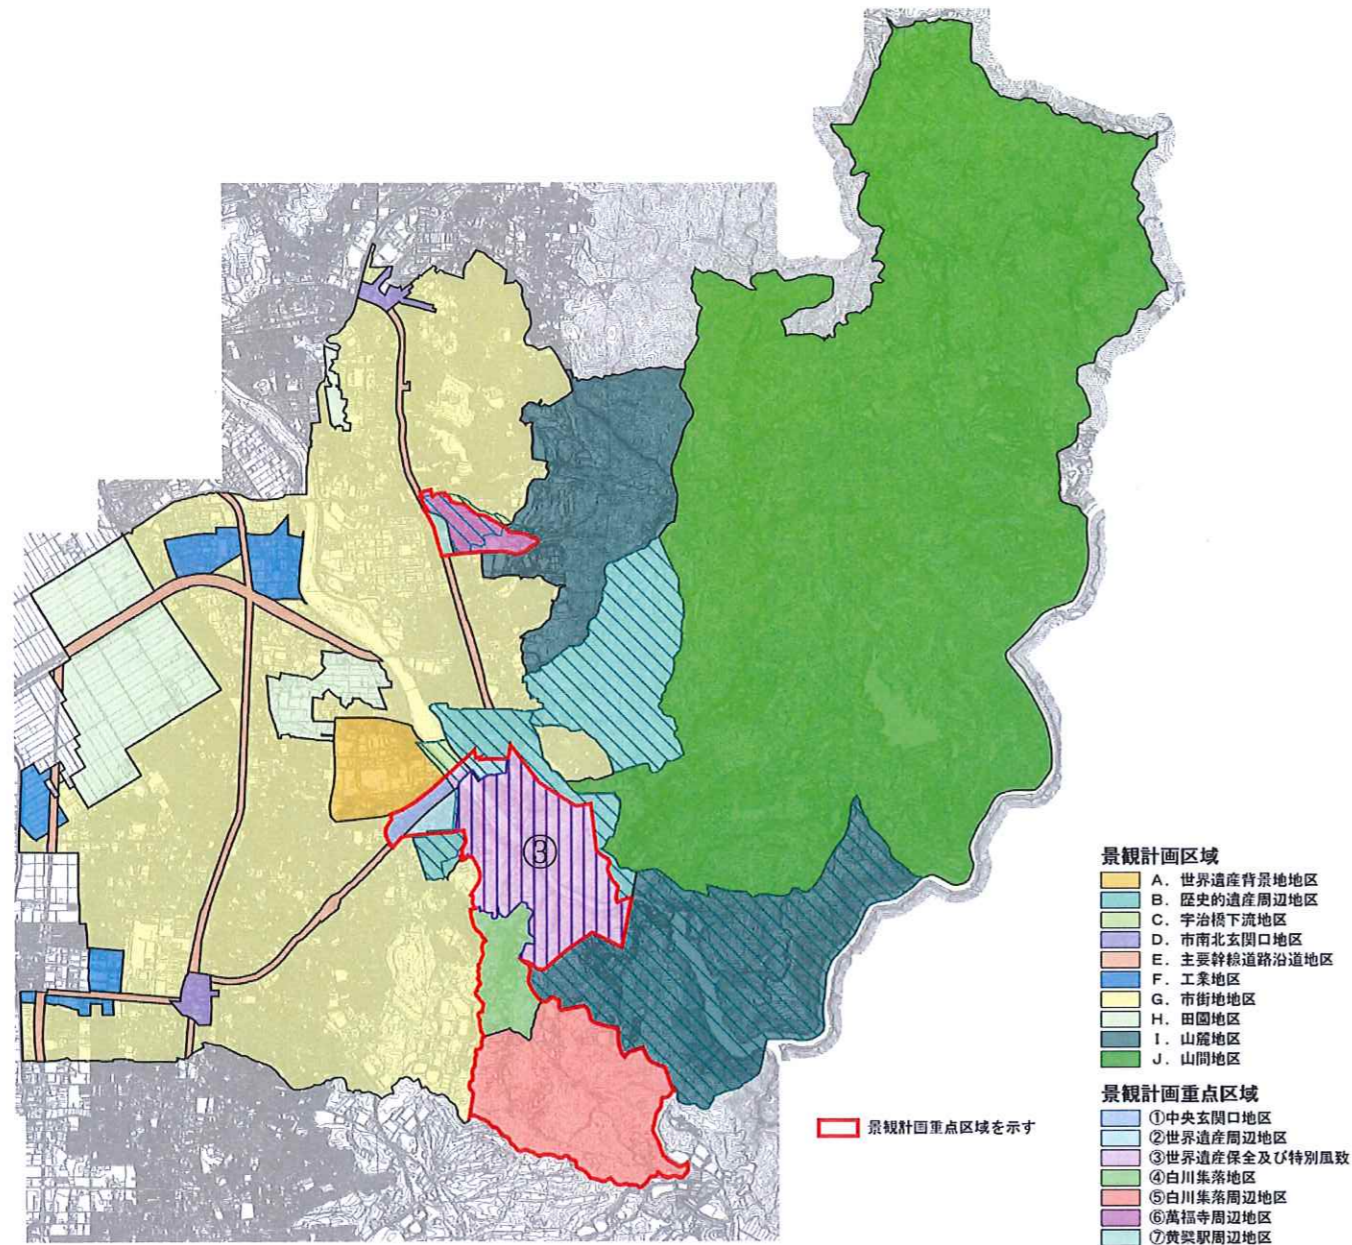 ③
景観計画区域
A．世界遺産背景地地区
B．歴史的遺産周辺地区
C．宇治橋下流地区
D．市南北玄関口地区
E．主要幹線道路沿道地区
F．工業地区
G．市街地地区
H．田園地区
I．山麓地区
J．山間地区
景観計画重点区域
①中央玄関口地区
②世界遺産周辺地区
③世界遺産保全及び特別風致
④白川集落地区
⑤白川集落周辺地区
⑥萬福寺周辺地区
⑦黄檗駅周辺地区
景観計画重点区域を示す